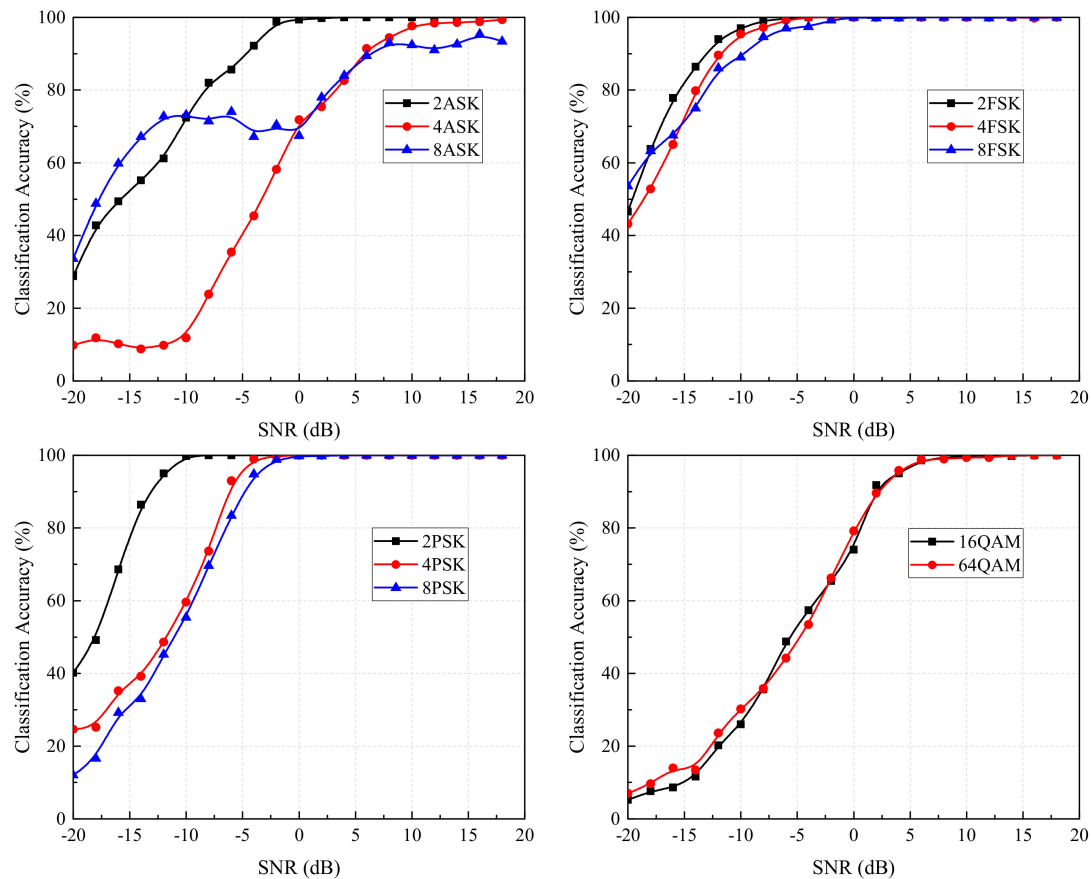 Classification Accuracy (%)
100
80
60
40
20
0
2ASK
4ASK
8ASK
-20 -15 -10 -5 0 5 10 15 20
SNR (dB)
Classification Accuracy (%)
100
80
60
40
20
0
2FSK
4FSK
8FSK
-20 -15 -10 -5 0 5 10 15 20
SNR (dB)
Classification Accuracy (%)
100
80
60
40
20
0
2PSK
4PSK
8PSK
-20 -15 -10 -5 0 5 10 15 20
SNR (dB)
Classification Accuracy (%)
100
80
60
40
20
0
16QAM
64QAM
-20 -15 -10 -5 0 5 10 15 20
SNR (dB)